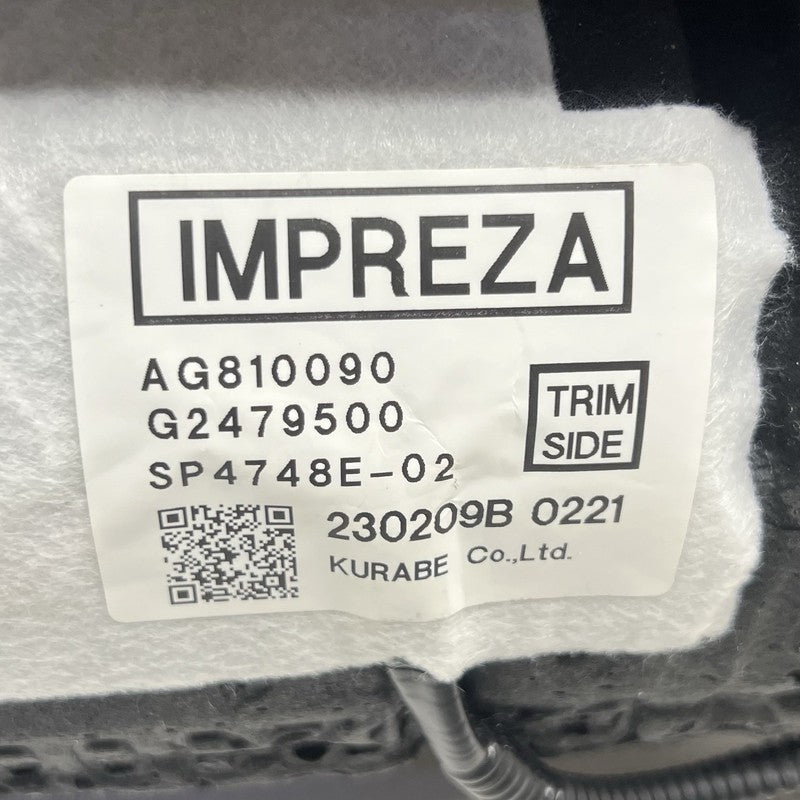 IMPREZA
AG810090
G2479500
SP4748E-02
TRIM
SIDE
230209B 0221
KURABE Co.,Ltd.